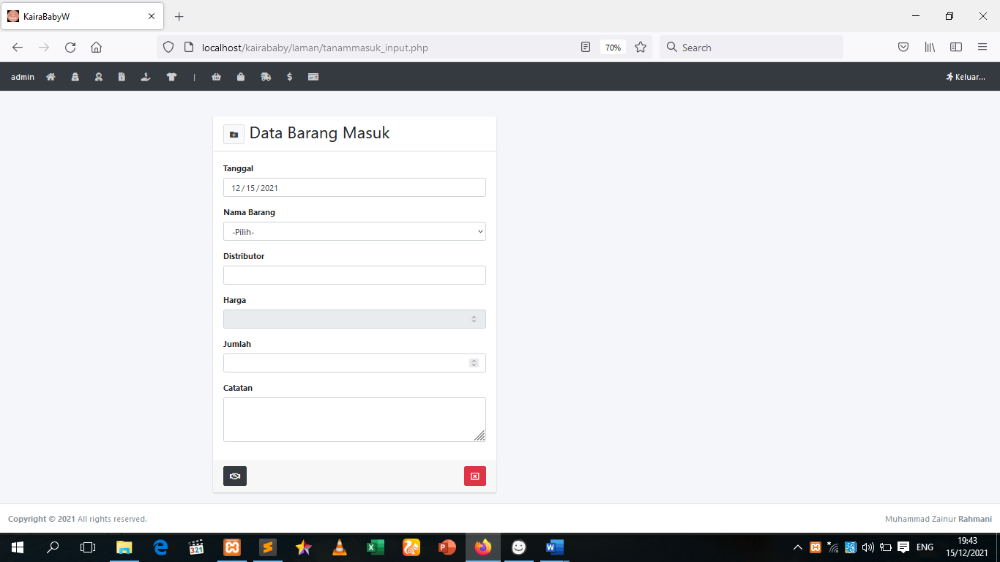 KairaBabyW
localhost/kairababy/laman/tanammasuk_input.php
70%
Search
admin
|
$
Keluar...
Data Barang Masuk
Tanggal
12/15/2021
Nama Barang
-Pilih-
Distributor
Harga
Jumlah
Catatan
Copyright © 2021 All rights reserved.
Muhammad Zainur Rahmani
321
ENG
19:43
15/12/2021